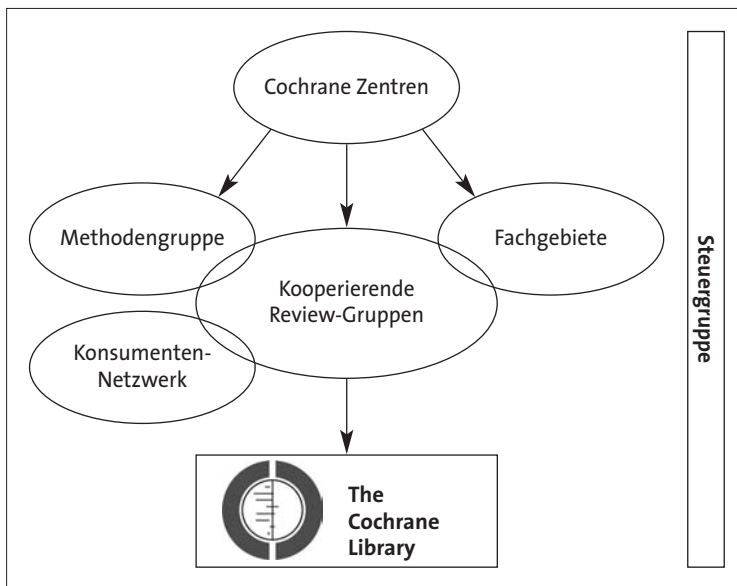 Cochrane Zentren
Methodengruppe
Fachgebiete
Kooperierende
Review-Gruppen
Konsumenten-
Netzwerk
The
Cochrane
Library
Steuergruppe